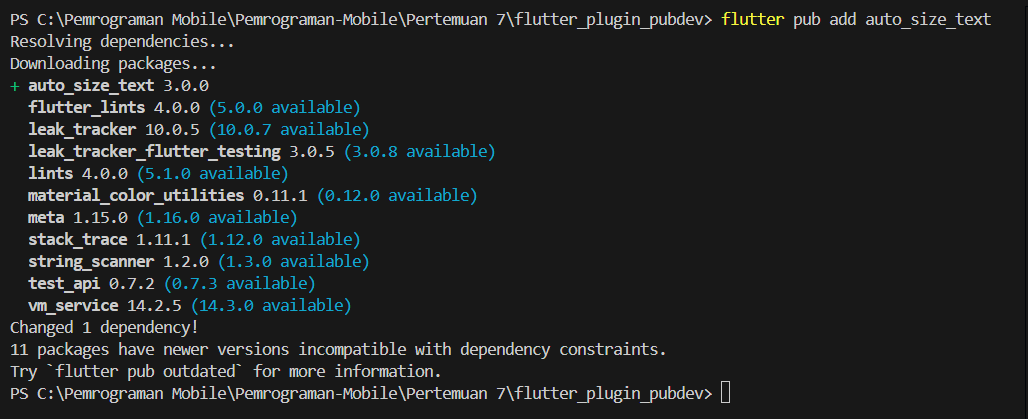 PS C:\Pemrograman Mobile\Pemrograman-Mobile\Pertemuan 7\flutter_plugin_pubdev> flutter pub add auto_size_text
Resolving dependencies...
Downloading packages...
+ auto_size_text 3.0.0
  flutter_lints 4.0.0 (5.0.0 available)
  leak_tracker 10.0.5 (10.0.7 available)
  leak_tracker_flutter_testing 3.0.5 (3.0.8 available)
  lints 4.0.0 (5.1.0 available)
  material_color_utilities 0.11.1 (0.12.0 available)
  meta 1.15.0 (1.16.0 available)
  stack_trace 1.11.1 (1.12.0 available)
  string_scanner 1.2.0 (1.3.0 available)
  test_api 0.7.2 (0.7.3 available)
  vm_service 14.2.5 (14.3.0 available)
Changed 1 dependency!
11 packages have newer versions incompatible with dependency constraints.
Try `flutter pub outdated` for more information.
PS C:\Pemrograman Mobile\Pemrograman-Mobile\Pertemuan 7\flutter_plugin_pubdev>